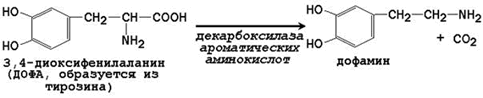 HO
HO
CH₂—CH—COOH
NH₂
3,4-диоксифенилаланин
(ДОФА, образуется из
тирозина)
декарбоксилаза
ароматических
аминокислот
HO
HO
CH₂—CH₂—NH₂
+ CO₂
дофамин